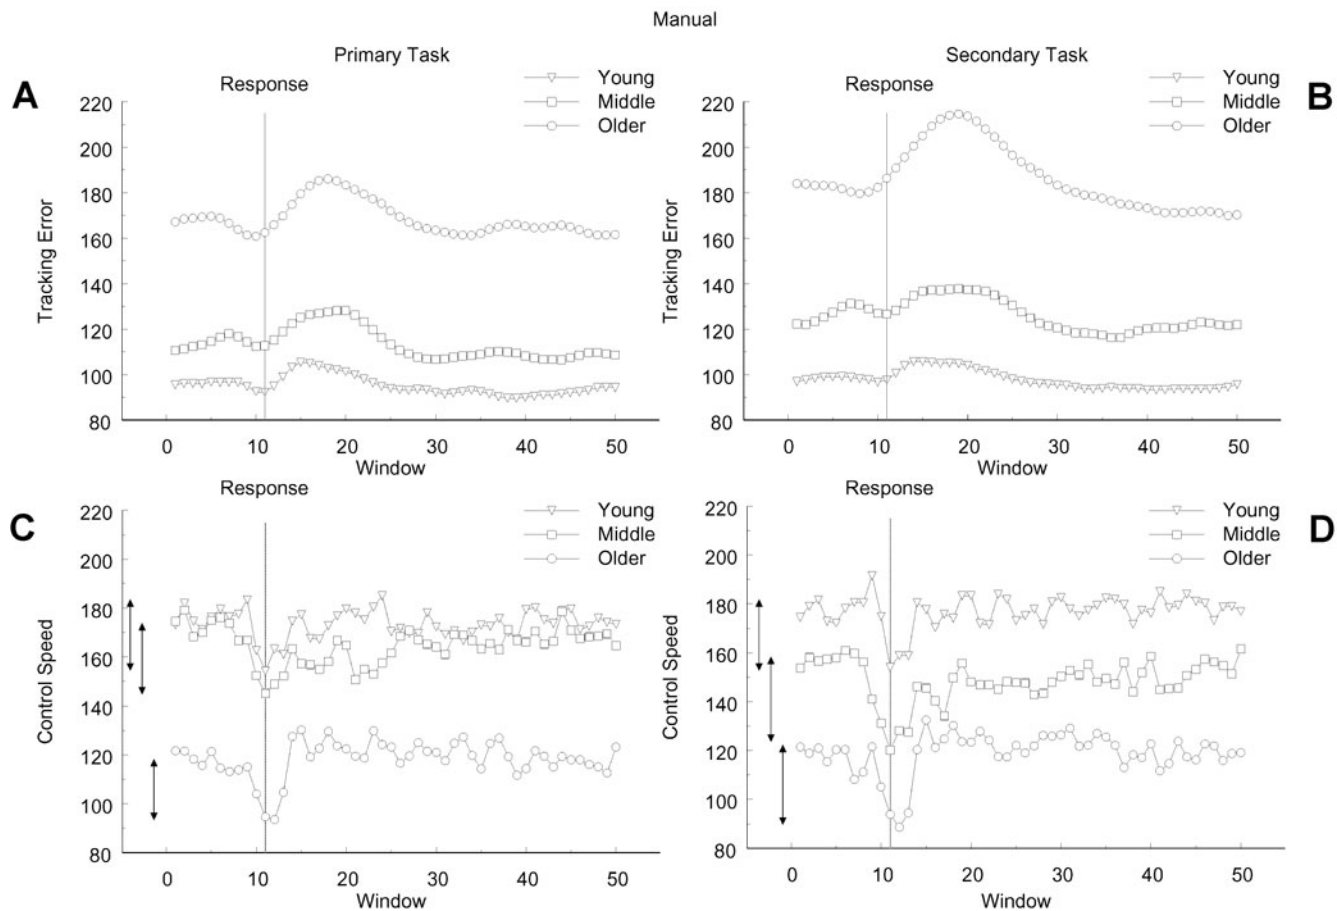 Manual
Primary Task
Secondary Task
A
Response
Young
Middle
Older
220
200
180
160
140
120
100
80
Tracking Error
0 10 20 30 40 50
Window
B
Response
Young
Middle
Older
220
200
180
160
140
120
100
80
Tracking Error
0 10 20 30 40 50
Window
C
Response
Young
Middle
Older
220
200
180
160
140
120
100
80
Control Speed
0 10 20 30 40 50
Window
D
Response
Young
Middle
Older
220
200
180
160
140
120
100
80
Control Speed
0 10 20 30 40 50
Window